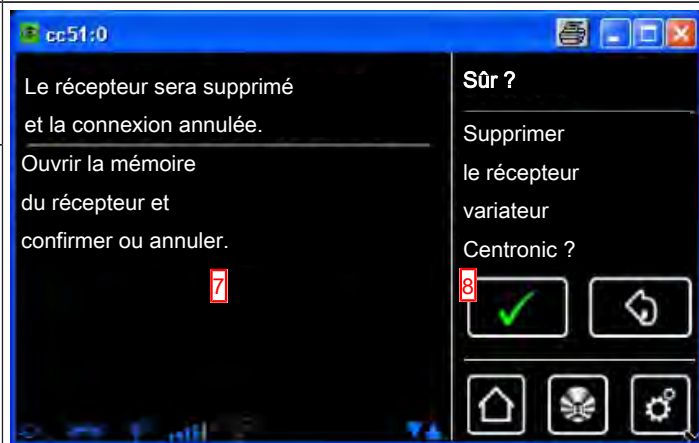 cc51:0
Le récepteur sera supprimé
et la connexion annulée.
Ouvrir la mémoire
du récepteur et
confirmer ou annuler.
7
Sûr ?
Supprimer
le récepteur
variateur
Centronic ?
8